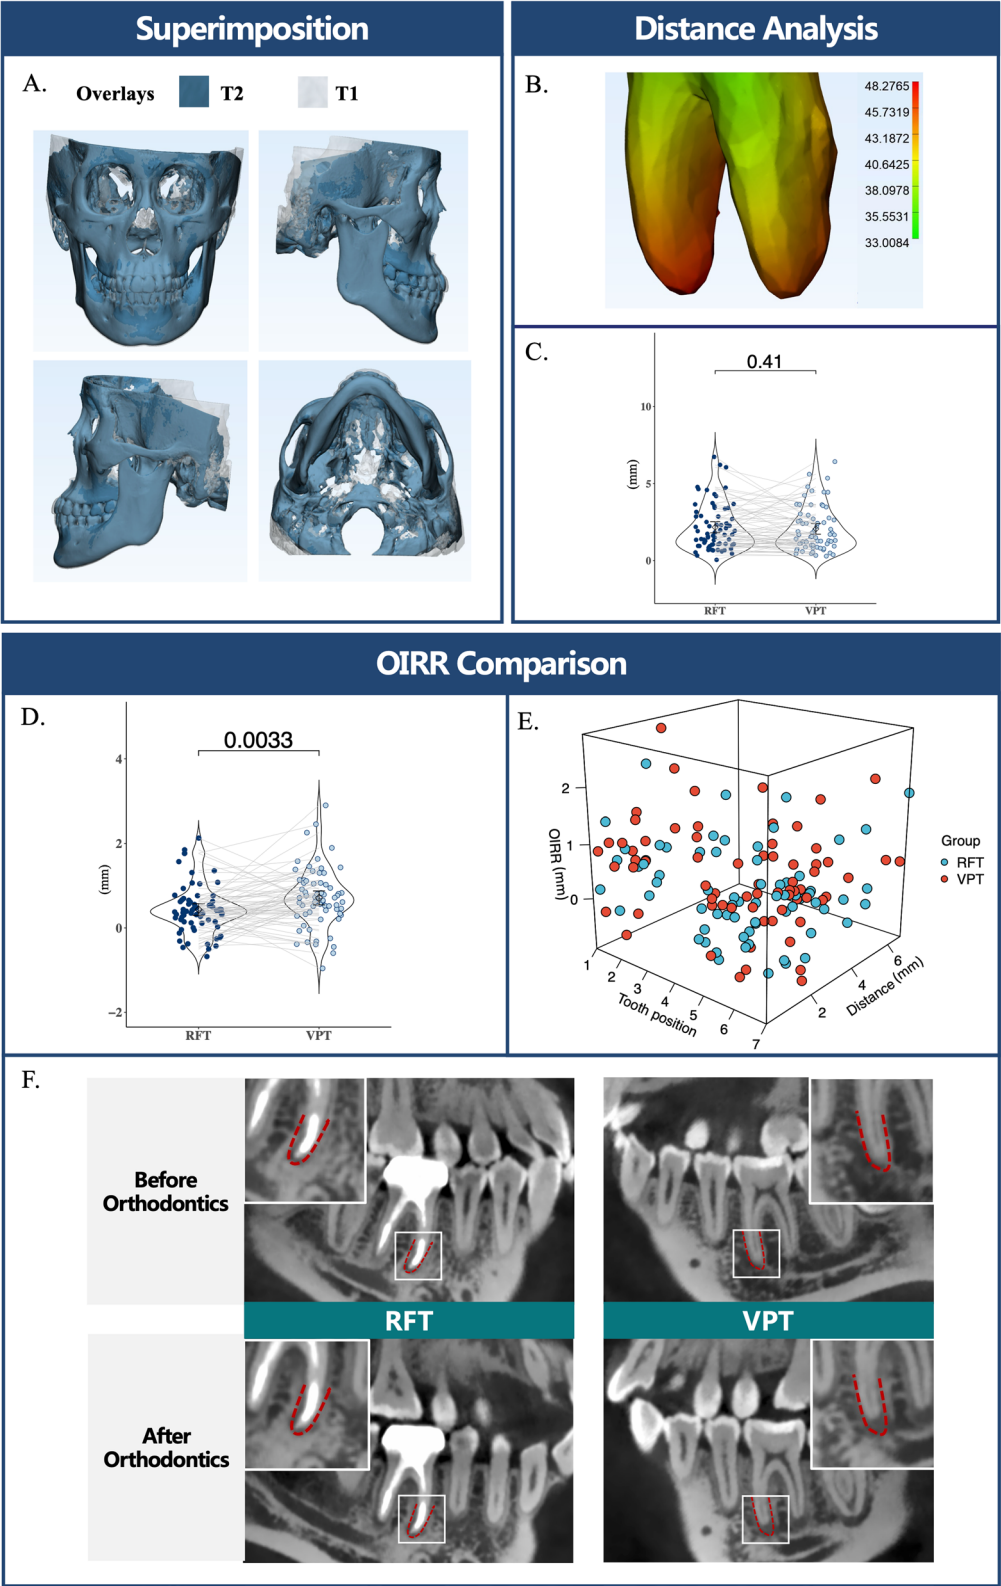 Superimposition
A. Overlays T2 T1
Distance Analysis
B.
48.2765
45.7319
43.1872
40.6425
38.0978
35.5531
33.0084
C.
0.41
10
5
0
(mm)
RFT VPT
OIRR Comparison
D.
0.0033
4
2
0
−2
(mm)
RFT VPT
E.
2
1
0
OIRR (mm)
1
2
3
4
5
6
7
Tooth position
2
4
6
Distance (mm)
Group
RFT
VPT
F.
Before
Orthodontics
RFT VPT
After
Orthodontics